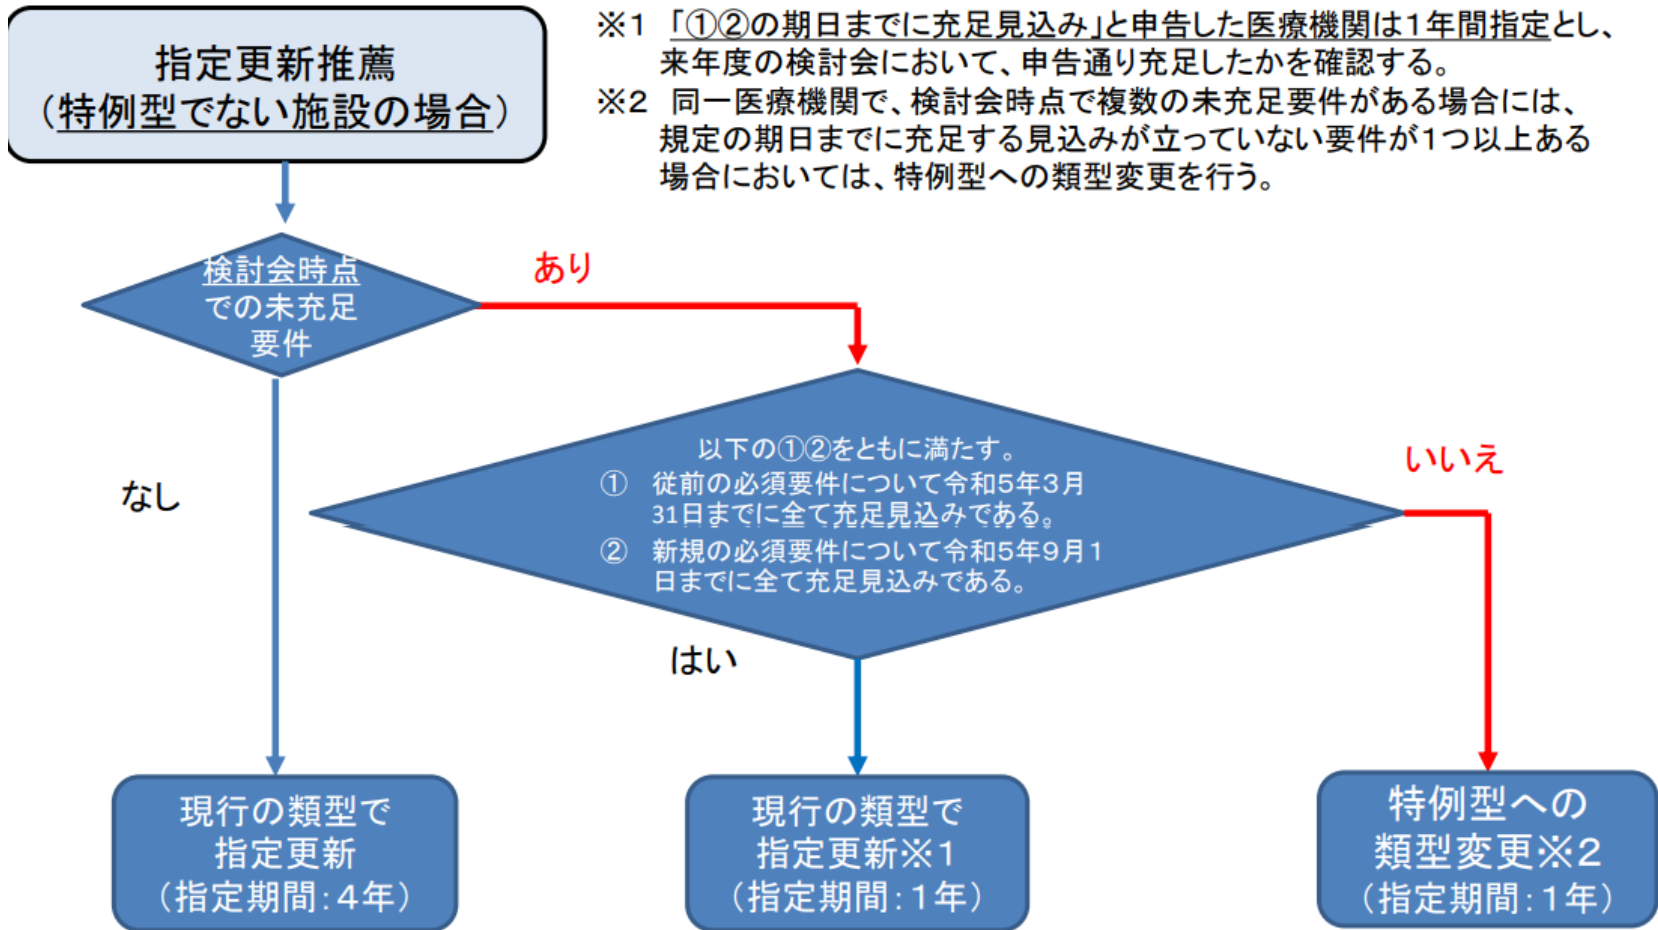 指定更新推薦
（特例型でない施設の場合）
※１　「①②の期日までに充足見込み」と申告した医療機関は１年間指定とし、
来年度の検討会において、申告通り充足したかを確認する。
※２　同一医療機関で、検討会時点で複数の未充足要件がある場合には、
規定の期日までに充足する見込みが立っていない要件が１つ以上ある
場合においては、特例型への類型変更を行う。
検討会時点
での未充足
要件
あり
なし
以下の①②をともに満たす。
①　従前の必須要件について令和５年３月
31日までに全て充足見込みである。
②　新規の必須要件について令和５年９月１
日までに全て充足見込みである。
いいえ
はい
現行の類型で
指定更新
（指定期間：４年）
現行の類型で
指定更新※１
（指定期間：１年）
特例型への
類型変更※２
（指定期間：１年）